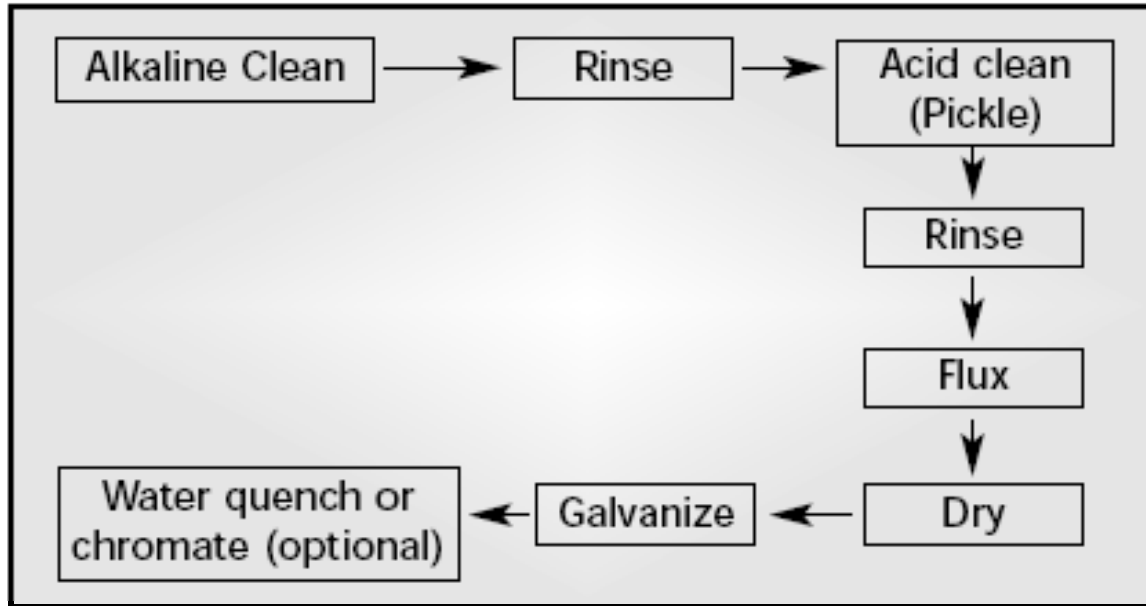 Alkaline Clean
Rinse
Acid clean
(Pickle)
Rinse
Flux
Dry
Galvanize
Water quench or
chromate (optional)